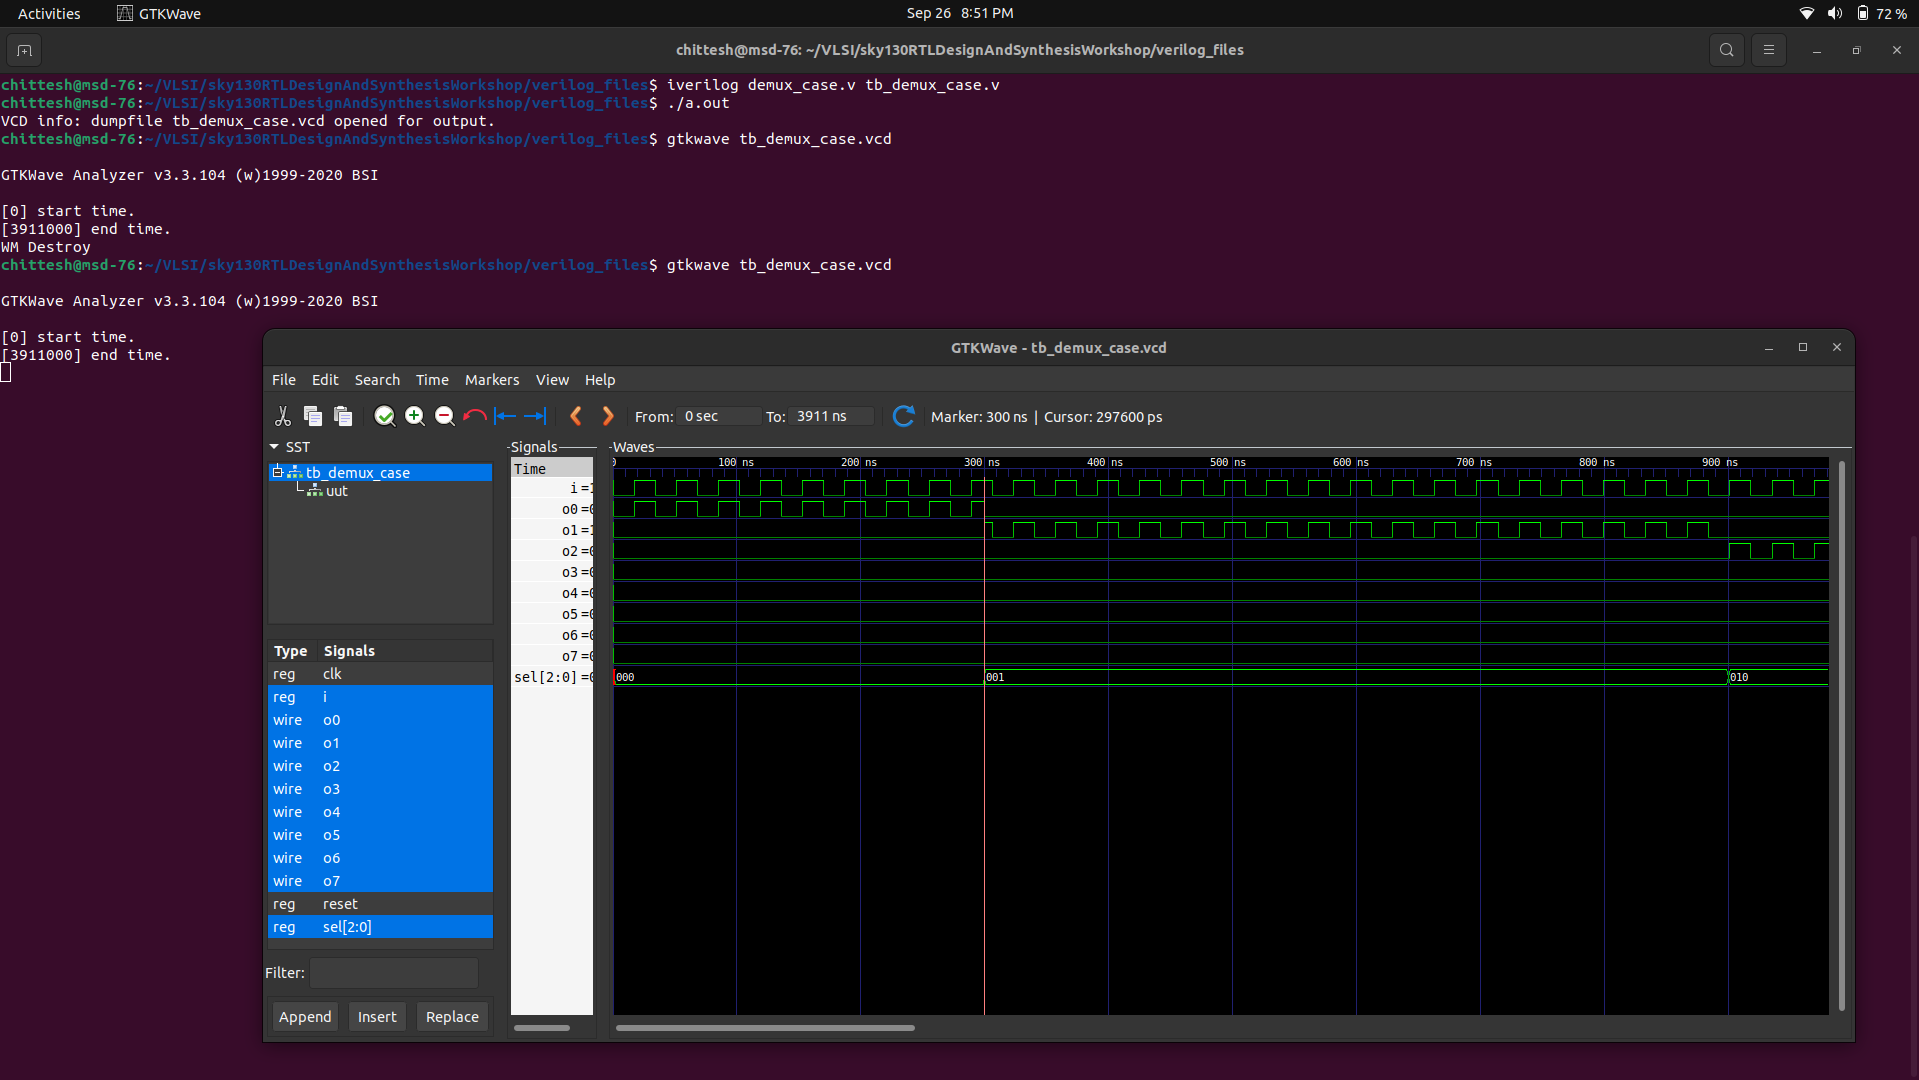 Activities GTKWave Sep 26 8:51 PM 72 %
chittesh@msd-76: ~/VLSI/sky130RTLDesignAndSynthesisWorkshop/verilog_files
chittesh@msd-76:~/VLSI/sky130RTLDesignAndSynthesisWorkshop/verilog_files$ iverilog demux_case.v tb_demux_case.v
chittesh@msd-76:~/VLSI/sky130RTLDesignAndSynthesisWorkshop/verilog_files$ ./a.out
VCD info: dumpfile tb_demux_case.vcd opened for output.
chittesh@msd-76:~/VLSI/sky130RTLDesignAndSynthesisWorkshop/verilog_files$ gtkwave tb_demux_case.vcd
GTKWave Analyzer v3.3.104 (w)1999-2020 BSI
[0] start time.
[3911000] end time.
WM Destroy
chittesh@msd-76:~/VLSI/sky130RTLDesignAndSynthesisWorkshop/verilog_files$ gtkwave tb_demux_case.vcd
GTKWave Analyzer v3.3.104 (w)1999-2020 BSI
[0] start time.
[3911000] end time.
GTKWave - tb_demux_case.vcd
File Edit Search Time Markers View Help
From: 0 sec To: 3911 ns Marker: 300 ns | Cursor: 297600 ps
SST
tb_demux_case
uut
Type Signals
reg clk
reg i
wire o0
wire o1
wire o2
wire o3
wire o4
wire o5
wire o6
wire o7
reg reset
reg sel[2:0]
Filter:
Append Insert Replace
Signals
Time
i =1
o0 =0
o1 =1
o2 =0
o3 =0
o4 =0
o5 =0
o6 =0
o7 =0
sel[2:0] =0
Waves
0 100 ns 200 ns 300 ns 400 ns 500 ns 600 ns 700 ns 800 ns 900 ns
000 001 010